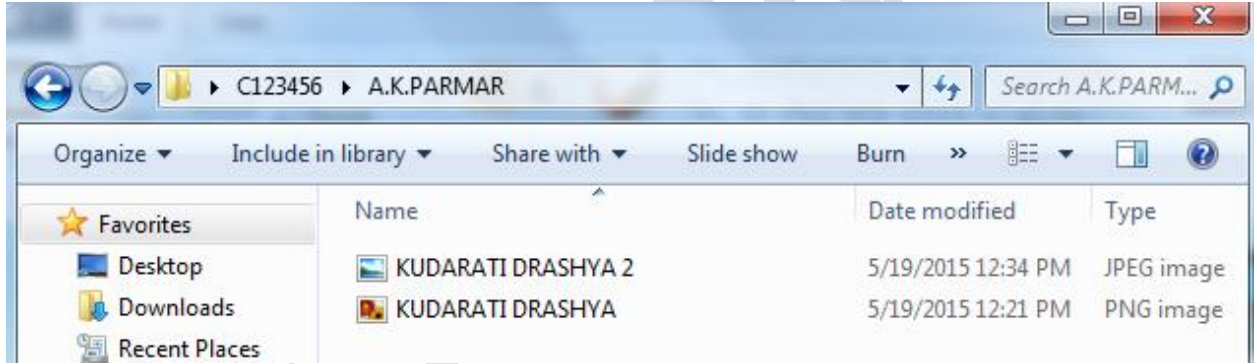 C123456 ▸ A.K.PARMAR Search A.K.PARM...
Organize Include in library Share with Slide show Burn »
Name Date modified Type
Favorites
Desktop KUDARATI DRASHYA 2 5/19/2015 12:34 PM JPEG image
Downloads KUDARATI DRASHYA 5/19/2015 12:21 PM PNG image
Recent Places